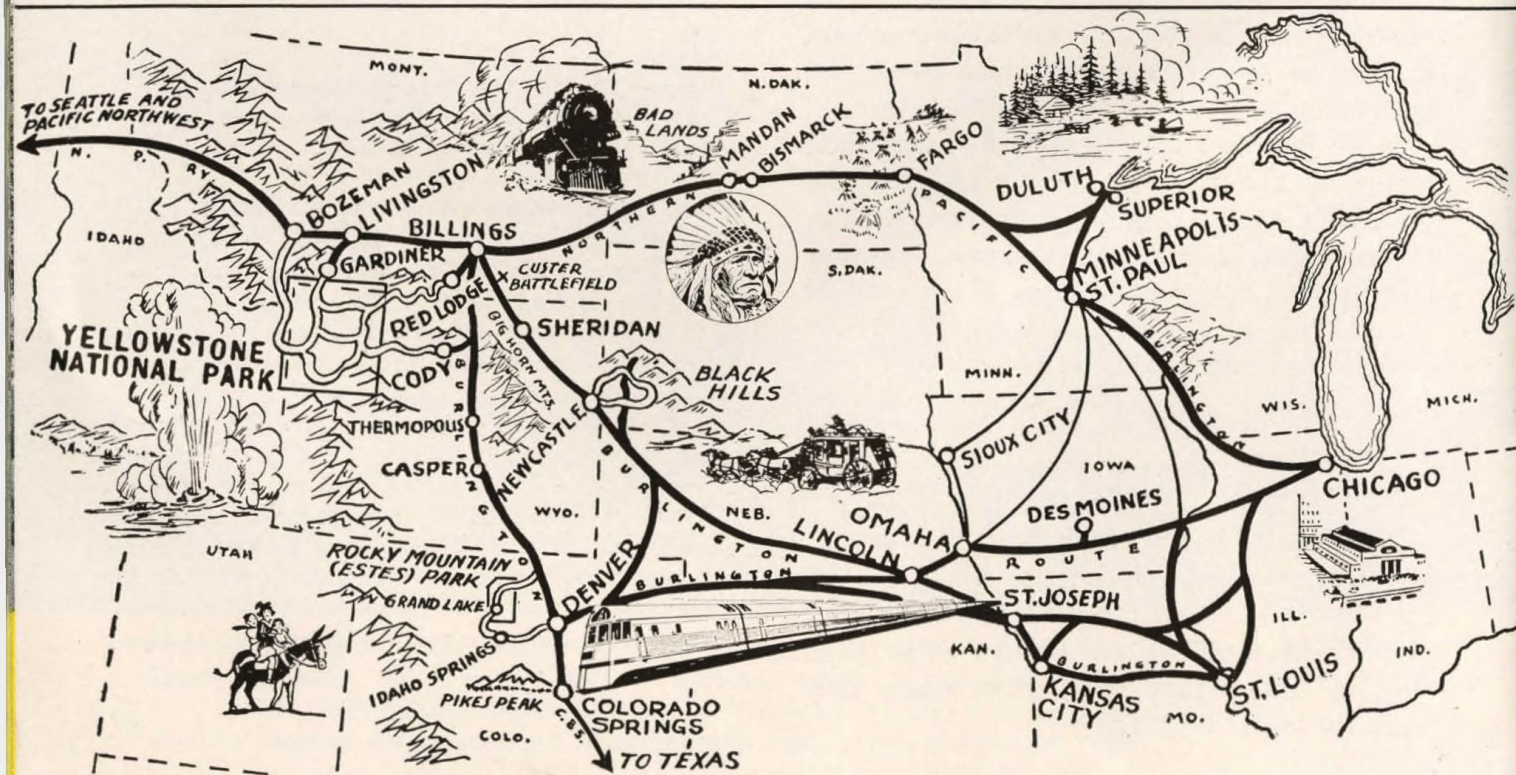 MONT.
N. DAK.
TO SEATTLE AND
PACIFIC NORTHWEST
N. P. RY.
BAD
LANDS
MANDAN
BISMARCK
FARGO
DULUTH
SUPERIOR
BOZEMAN
LIVINGSTON
BILLINGS
NORTHERN
PACIFIC
IDAHO
GARDINER
CUSTER
BATTLEFIELD
X
S. DAK.
MINNEAPOLIS
ST. PAUL
RED LODGE
YELLOWSTONE
NATIONAL PARK
CODY
BIG HORN MTS.
SHERIDAN
BLACK
HILLS
MINN.
BURLINGTON
WIS.
MICH.
THERMOPOLIS
BURLINGTON
NEWCASTLE
SIOUX CITY
IOWA
CASPER
WYO.
BURLINGTON
NEB.
OMAHA
DES MOINES
CHICAGO
LINCOLN
ROUTE
UTAH
ROCKY MOUNTAIN
(ESTES) PARK
DENVER
BURLINGTON
GRAND LAKE
ST. JOSEPH
ILL.
IND.
KAN.
BURLINGTON
IDAHO SPRINGS
ST. LOUIS
PIKES PEAK
COLORADO
SPRINGS
KANSAS
CITY
MO.
C.&S.
COLO.
TO TEXAS